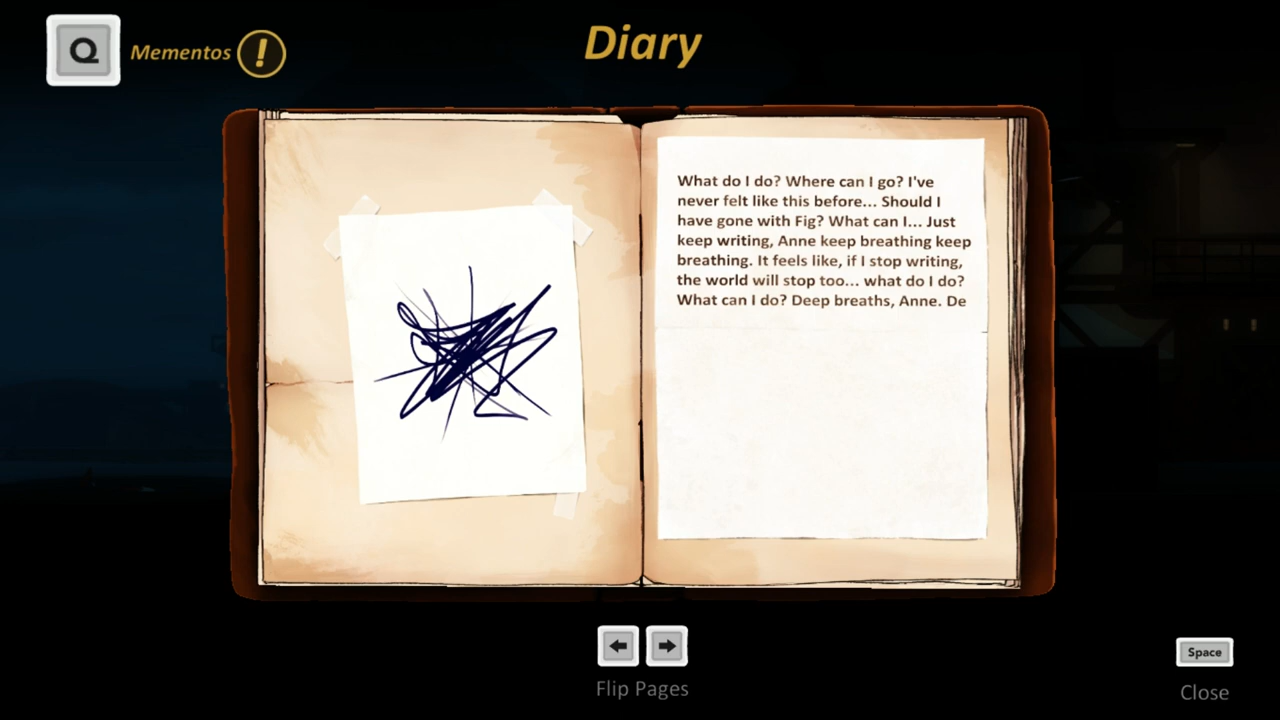 Q
Mementos
!
Diary
What do I do? Where can I go? I've
never felt like this before... Should I
have gone with Fig? What can I... Just
keep writing, Anne keep breathing keep
breathing. It feels like, if I stop writing,
the world will stop too... what do I do?
What can I do? Deep breaths, Anne. De
Flip Pages
Space
Close